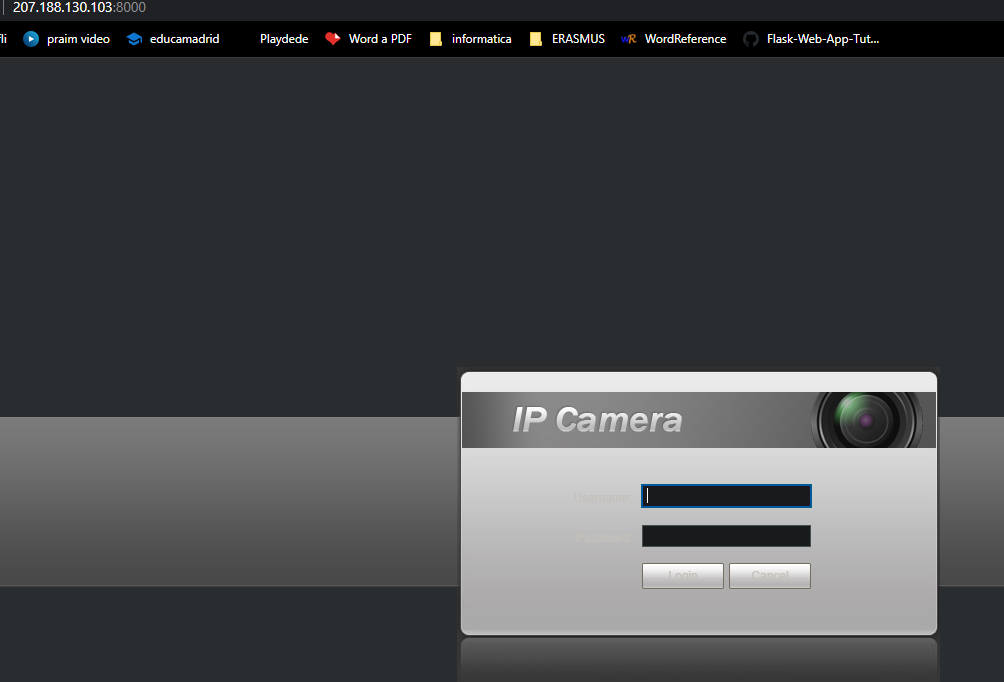 207.188.130.103:8000
fli praim video educamadrid Playdede Word a PDF informatica ERASMUS WordReference Flask-Web-App-Tut...
IP Camera
Username
Password
Login Cancel